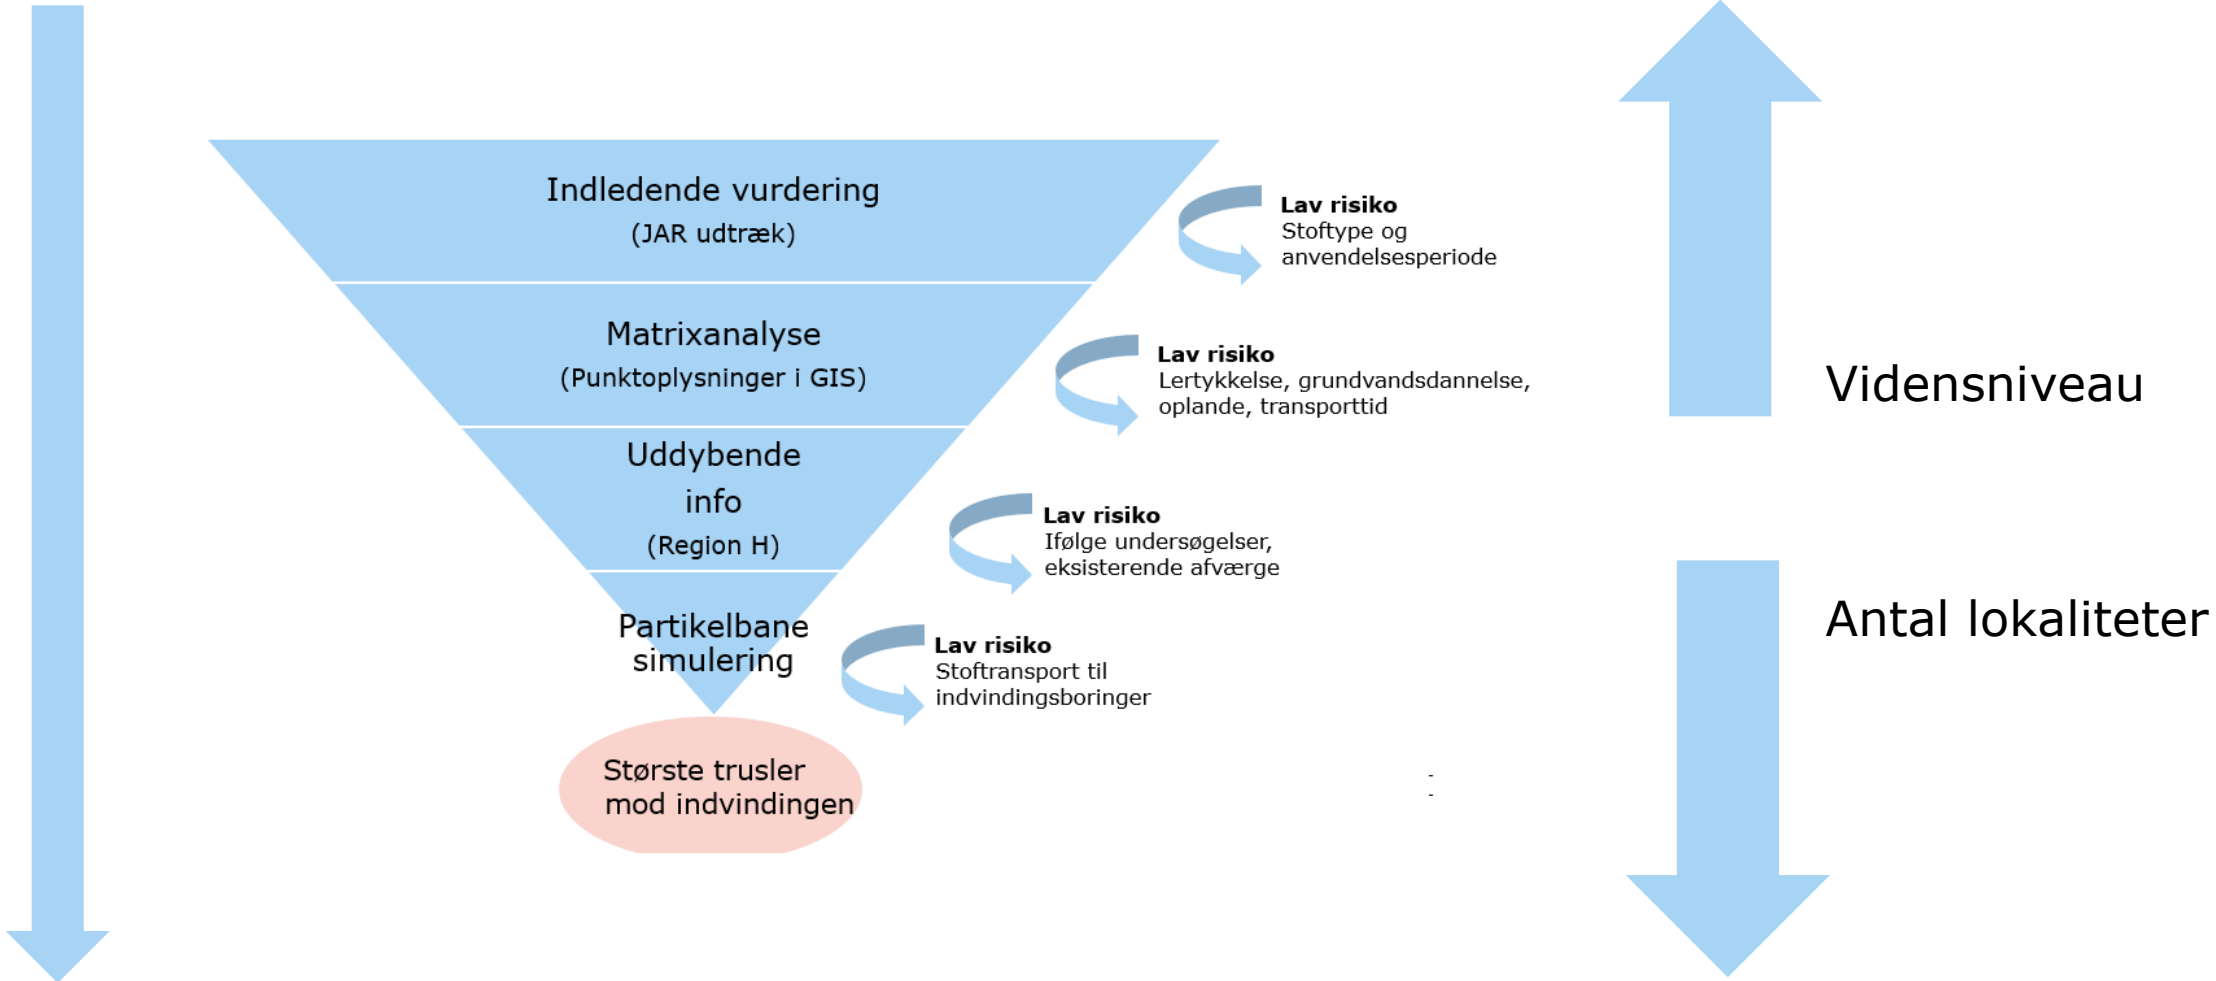 Indledende vurdering
(JAR udtræk)
Lav risiko
Stoftype og
anvendelsesperiode
Matrixanalyse
(Punktoplysninger i GIS)
Lav risiko
Lertykkelse, grundvandsdannelse,
oplande, transporttid
Uddybende
info
(Region H)
Lav risiko
Ifølge undersøgelser,
eksisterende afværge
Partikelbane
simulering
Lav risiko
Stoftransport til
indvindingsboringer
Største trusler
mod indvindingen
-
-
Vidensniveau
Antal lokaliteter